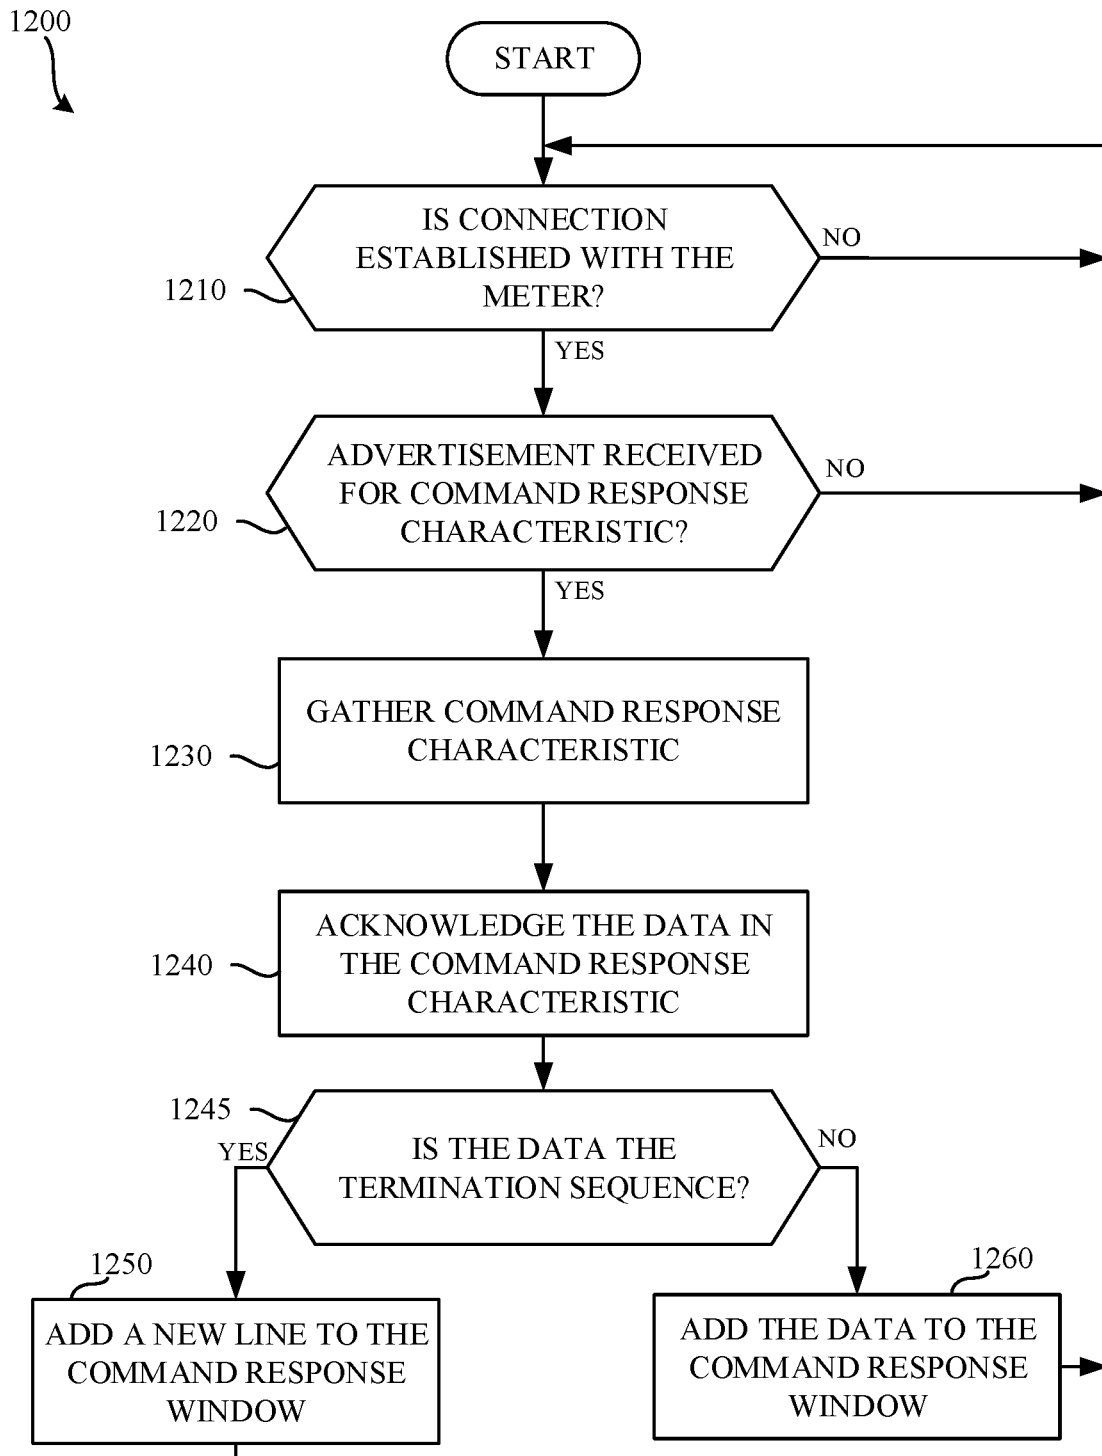 1200
START
IS CONNECTION
ESTABLISHED WITH THE
METER?
NO
1210
YES
ADVERTISEMENT RECEIVED
FOR COMMAND RESPONSE
CHARACTERISTIC?
NO
1220
YES
GATHER COMMAND RESPONSE
CHARACTERISTIC
1230
ACKNOWLEDGE THE DATA IN
THE COMMAND RESPONSE
CHARACTERISTIC
1240
1245
IS THE DATA THE
TERMINATION SEQUENCE?
YES
NO
1250
ADD A NEW LINE TO THE
COMMAND RESPONSE
WINDOW
1260
ADD THE DATA TO THE
COMMAND RESPONSE
WINDOW